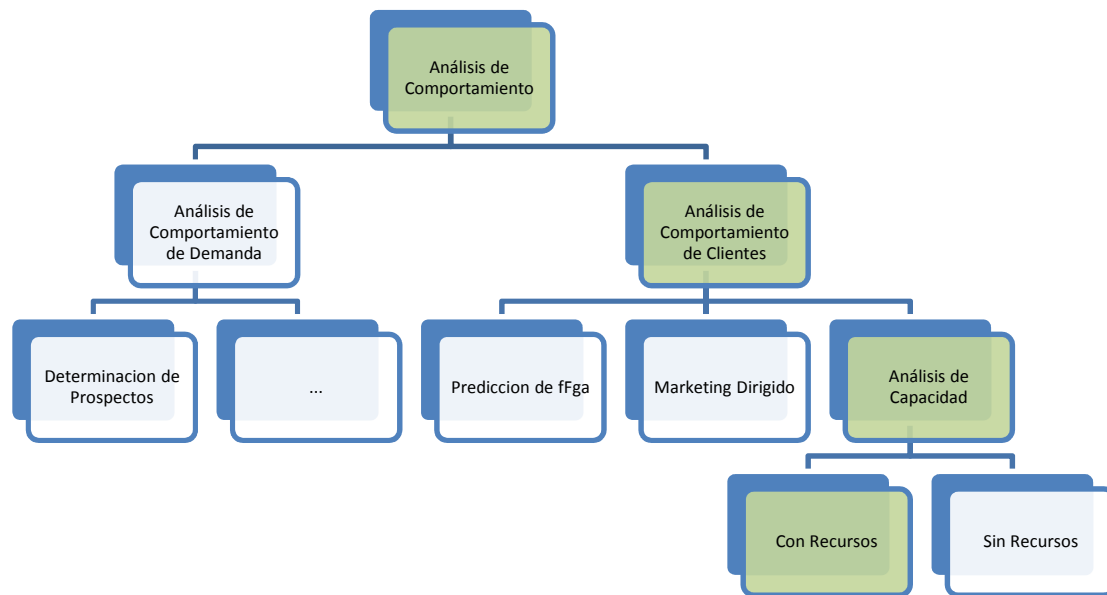 Análisis de
Comportamiento
Análisis de
Comportamiento
de Demanda
Análisis de
Comportamiento
de Clientes
Determinacion de
Prospectos
...
Prediccion de fFga
Marketing Dirigido
Análisis de
Capacidad
Con Recursos
Sin Recursos